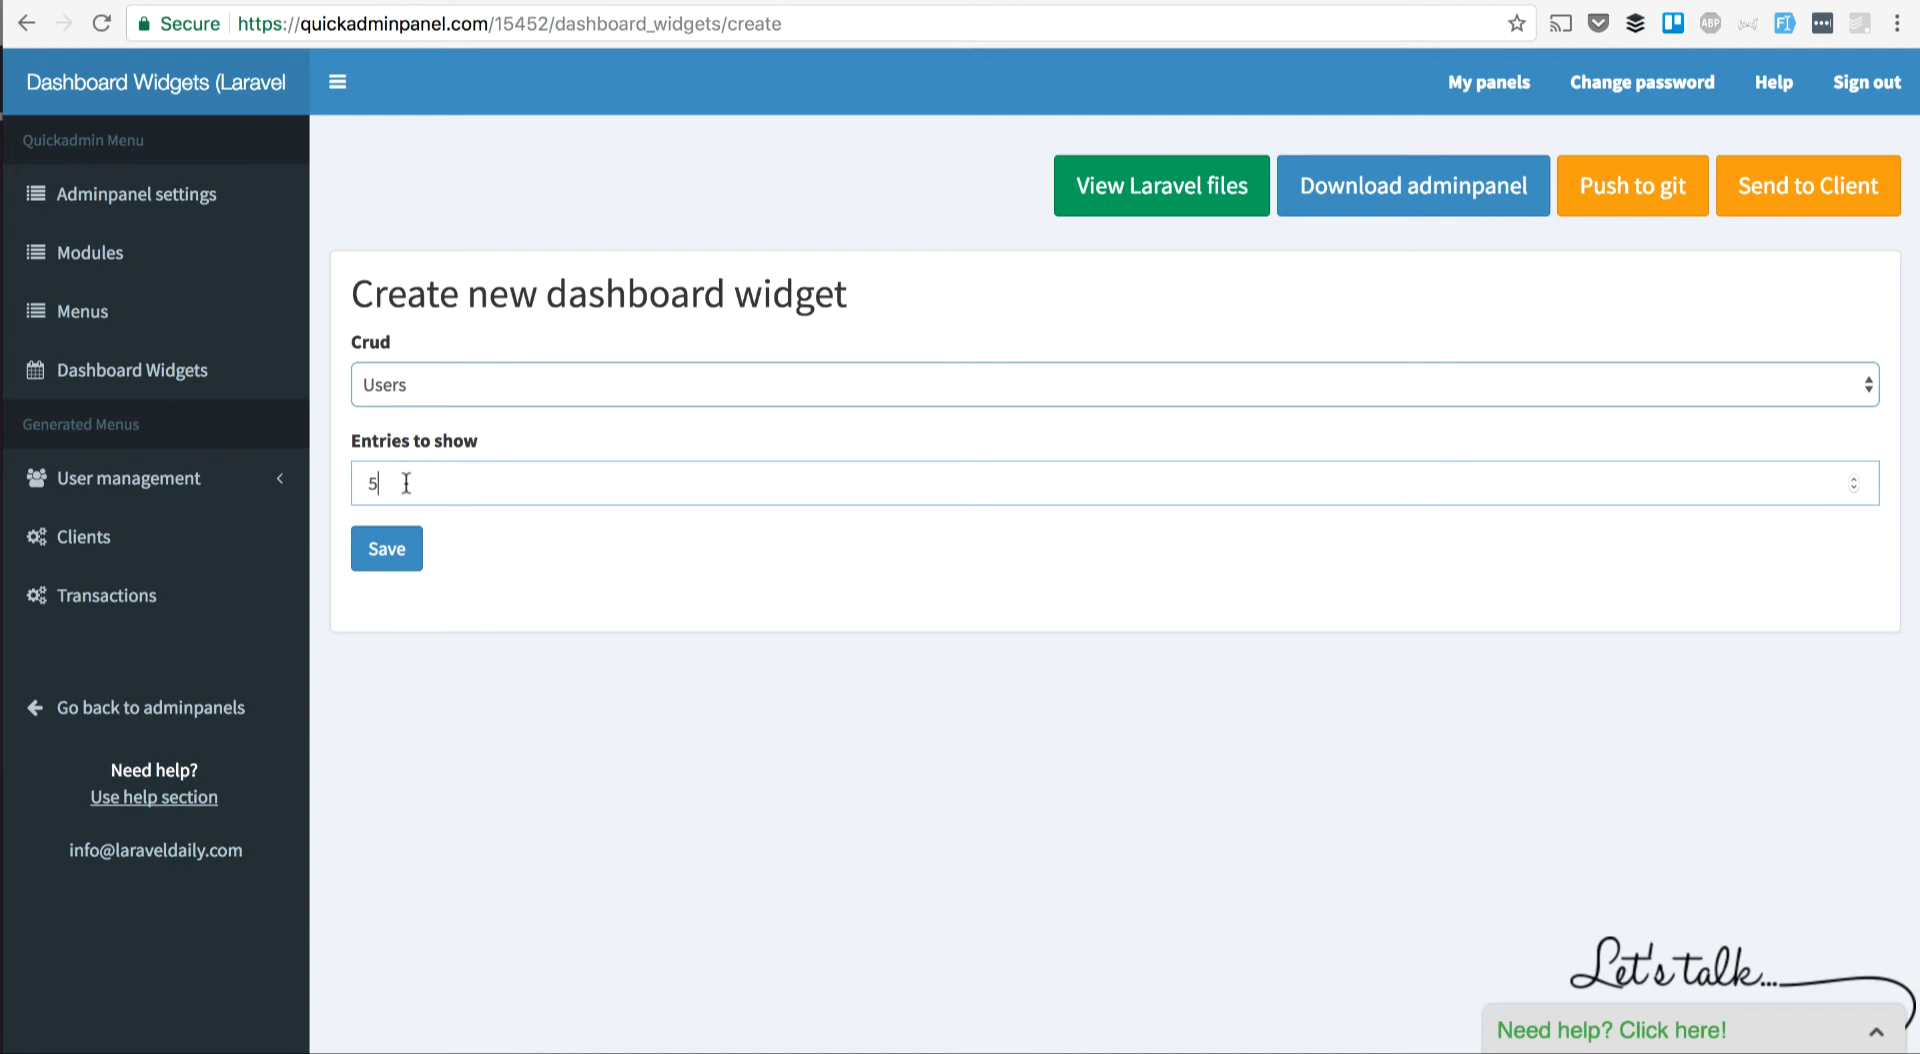 Secure https://quickadminpanel.com/15452/dashboard_widgets/create
ABP
Dashboard Widgets (Laravel
My panels Change password Help Sign out
Quickadmin Menu
Adminpanel settings
Modules
Menus
Dashboard Widgets
Generated Menus
User management
Clients
Transactions
Go back to adminpanels
Need help?
Use help section
info@laraveldaily.com
View Laravel files Download adminpanel Push to git Send to Client
Create new dashboard widget
Crud
Users
Entries to show
5
Save
Let's talk...
Need help? Click here!